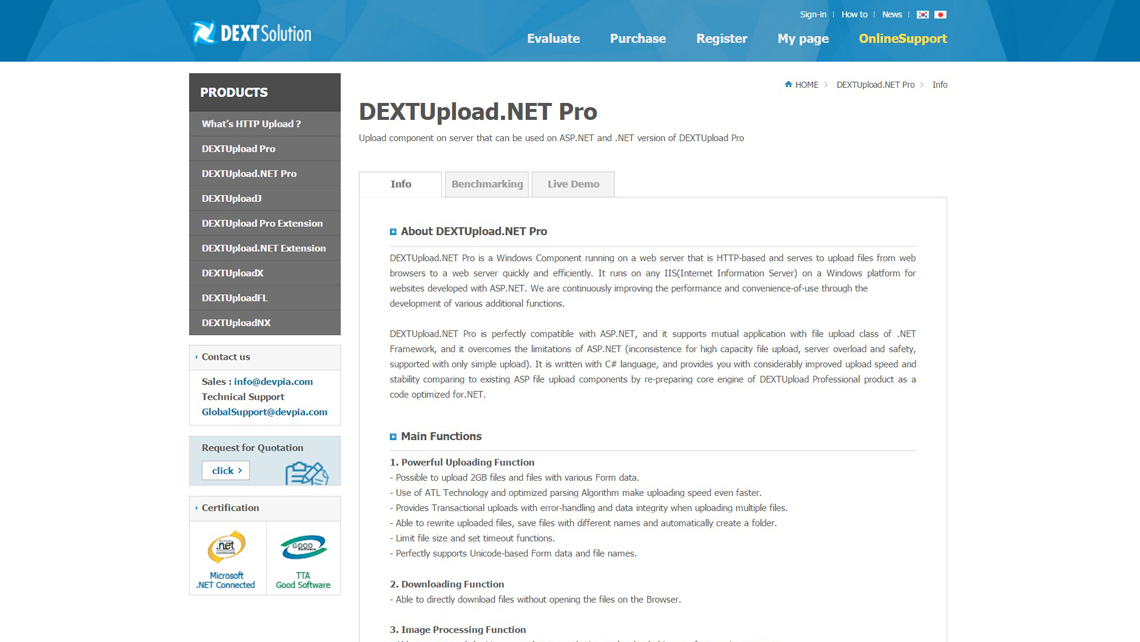 Sign-in | How to | News |
DEXTSolution
Evaluate Purchase Register My page OnlineSupport
HOME > DEXTUpload.NET Pro > Info
PRODUCTS
What's HTTP Upload ?
DEXTUpload Pro
DEXTUpload.NET Pro
DEXTUploadJ
DEXTUpload Pro Extension
DEXTUpload.NET Extension
DEXTUploadX
DEXTUploadFL
DEXTUploadNX
Contact us
Sales : info@devpia.com
Technical Support
GlobalSupport@devpia.com
Request for Quotation
click >
Certification
.net
Microsoft
.NET Connected
GOOD
TTA
Good Software
DEXTUpload.NET Pro
Upload component on server that can be used on ASP.NET and .NET version of DEXTUpload Pro
Info Benchmarking Live Demo
About DEXTUpload.NET Pro
DEXTUpload.NET Pro is a Windows Component running on a web server that is HTTP-based and serves to upload files from web
browsers to a web server quickly and efficiently. It runs on any IIS(Internet Information Server) on a Windows platform for
websites developed with ASP.NET. We are continuously improving the performance and convenience-of-use through the
development of various additional functions.
DEXTUpload.NET Pro is perfectly compatible with ASP.NET, and it supports mutual application with file upload class of .NET
Framework, and it overcomes the limitations of ASP.NET (inconsistence for high capacity file upload, server overload and safety,
supported with only simple upload). It is written with C# language, and provides you with considerably improved upload speed and
stability comparing to existing ASP file upload components by re-preparing core engine of DEXTUpload Professional product as a
code optimized for.NET.
Main Functions
1. Powerful Uploading Function
- Possible to upload 2GB files and files with various Form data.
- Use of ATL Technology and optimized parsing Algorithm make uploading speed even faster.
- Provides Transactional uploads with error-handling and data integrity when uploading multiple files.
- Able to rewrite uploaded files, save files with different names and automatically create a folder.
- Limit file size and set timeout functions.
- Perfectly supports Unicode-based Form data and file names.
2. Downloading Function
- Able to directly download files without opening the files on the Browser.
3. Image Processing Function